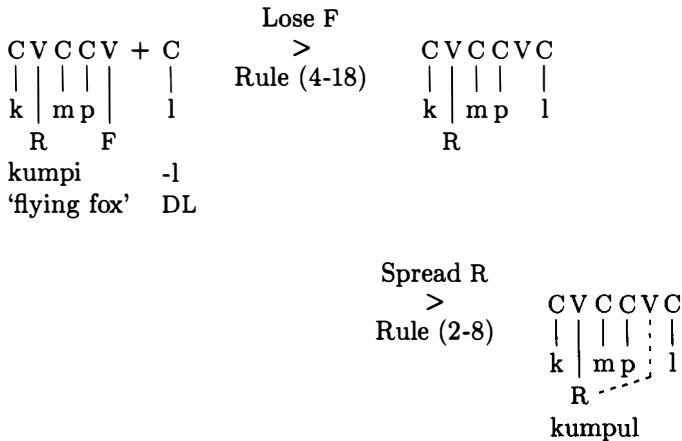 Lose F
C V C C V + C > C V C C V C
Rule (4-18)
k m p l k m p l
R F R
kumpi -l
‘flying fox’ DL
Spread R
> C V C C V C
Rule (2-8)
k m p l
R
kumpul